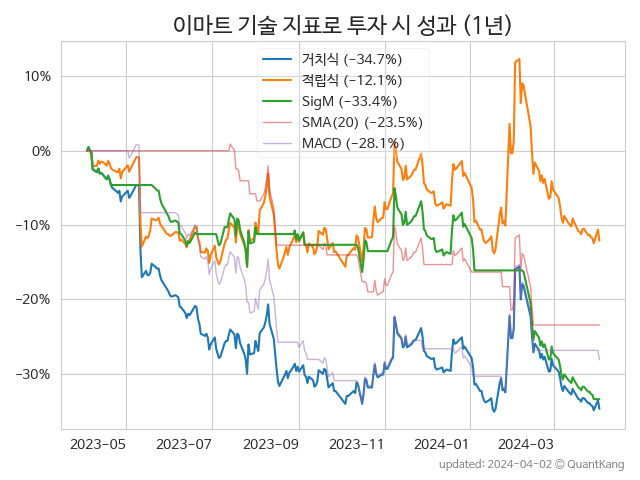 이마트 기술 지표로 투자 시 성과 (1년)
거치식 (−34.7%)
적립식 (−12.1%)
SigM (−33.4%)
SMA(20) (−23.5%)
MACD (−28.1%)
10%
0%
−10%
−20%
−30%
2023-05 2023-07 2023-09 2023-11 2024-01 2024-03
updated: 2024-04-02 © QuantKang